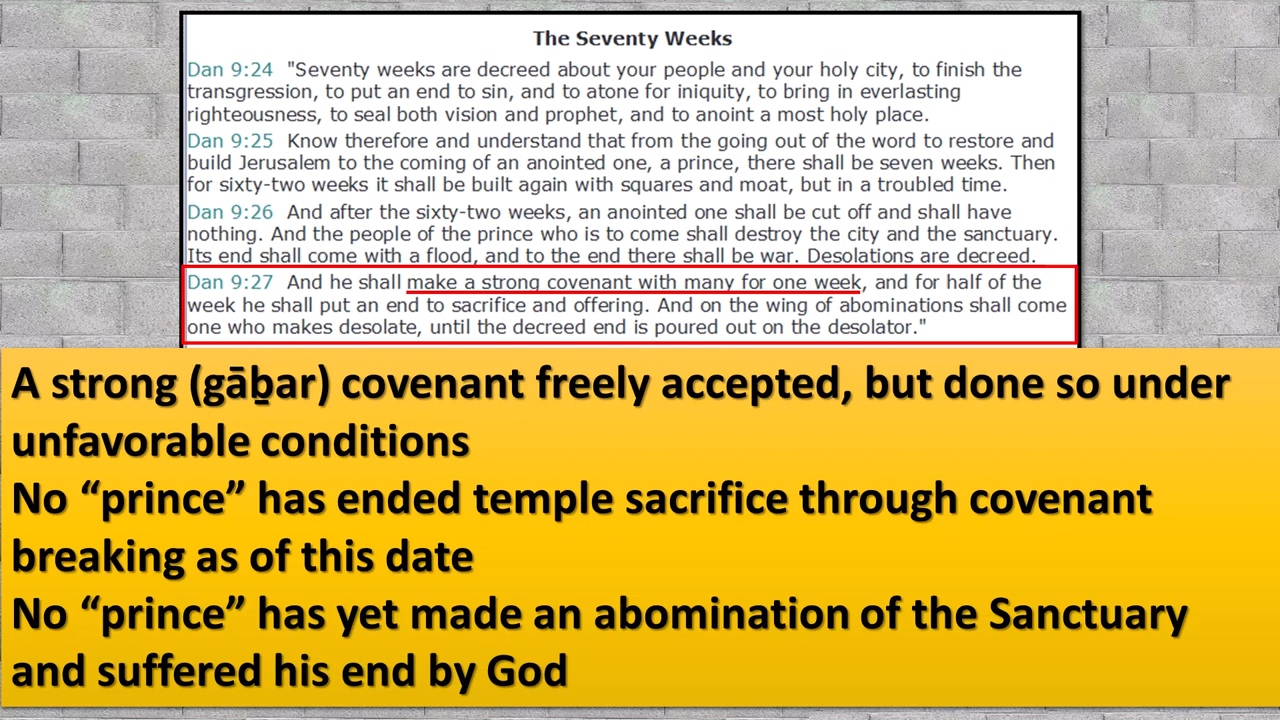 The Seventy Weeks
Dan 9:24 "Seventy weeks are decreed about your people and your holy city, to finish the
transgression, to put an end to sin, and to atone for iniquity, to bring in everlasting
righteousness, to seal both vision and prophet, and to anoint a most holy place.
Dan 9:25 Know therefore and understand that from the going out of the word to restore and
build Jerusalem to the coming of an anointed one, a prince, there shall be seven weeks. Then
for sixty-two weeks it shall be built again with squares and moat, but in a troubled time.
Dan 9:26 And after the sixty-two weeks, an anointed one shall be cut off and shall have
nothing. And the people of the prince who is to come shall destroy the city and the sanctuary.
Its end shall come with a flood, and to the end there shall be war. Desolations are decreed.
Dan 9:27 And he shall make a strong covenant with many for one week, and for half of the
week he shall put an end to sacrifice and offering. And on the wing of abominations shall come
one who makes desolate, until the decreed end is poured out on the desolator."
A strong (gāḇar) covenant freely accepted, but done so under
unfavorable conditions
No “prince” has ended temple sacrifice through covenant
breaking as of this date
No “prince” has yet made an abomination of the Sanctuary
and suffered his end by God